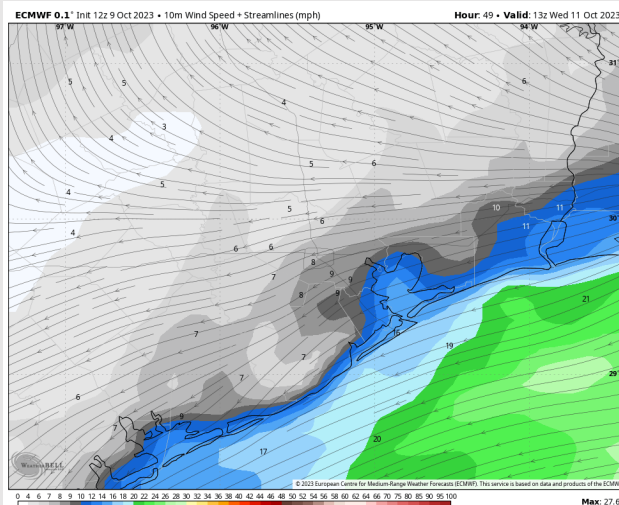 ECMWF 0.1° Init 12z 9 Oct 2023 • 10m Wind Speed + Streamlines (mph) Hour: 49 • Valid: 13z Wed 11 Oct 2023
97°W 96°W 95°W 94°W
31
5 5 6
4
3
4
5 6
5
4
5 10 11
6 30
4 11
6 6
8
7 9 9
8 9 21
16
7 19
7 29
7
6
9
7
20
17
WEATHERBELL
© 2023 European Centre for Medium-Range Weather Forecasts (ECMWF). This service is based on data and products of the ECMW
0 4 6 7 8 9 10 12 14 16 18 20 22 24 26 28 30 32 34 36 38 40 42 44 46 48 50 52 54 56 58 60 65 70 75 80 85 90 95 100
Max: 27.6